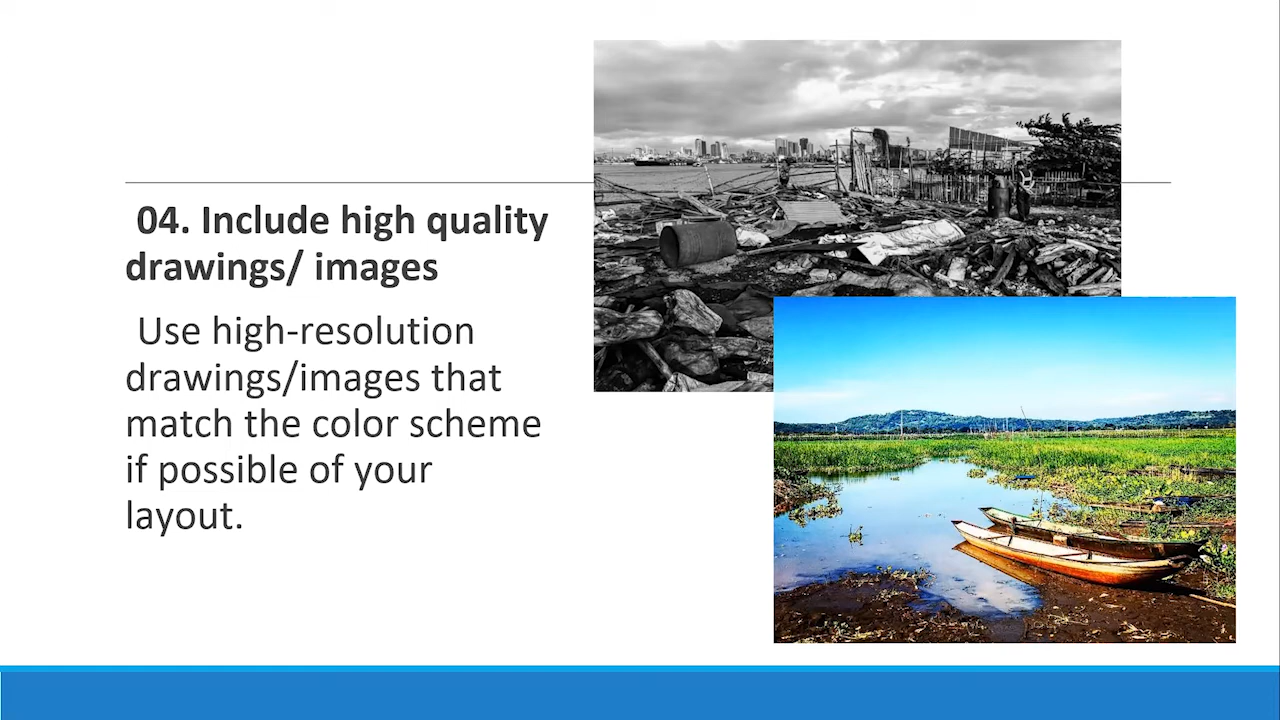 04. Include high quality
drawings/ images
Use high-resolution
drawings/images that
match the color scheme
if possible of your
layout.